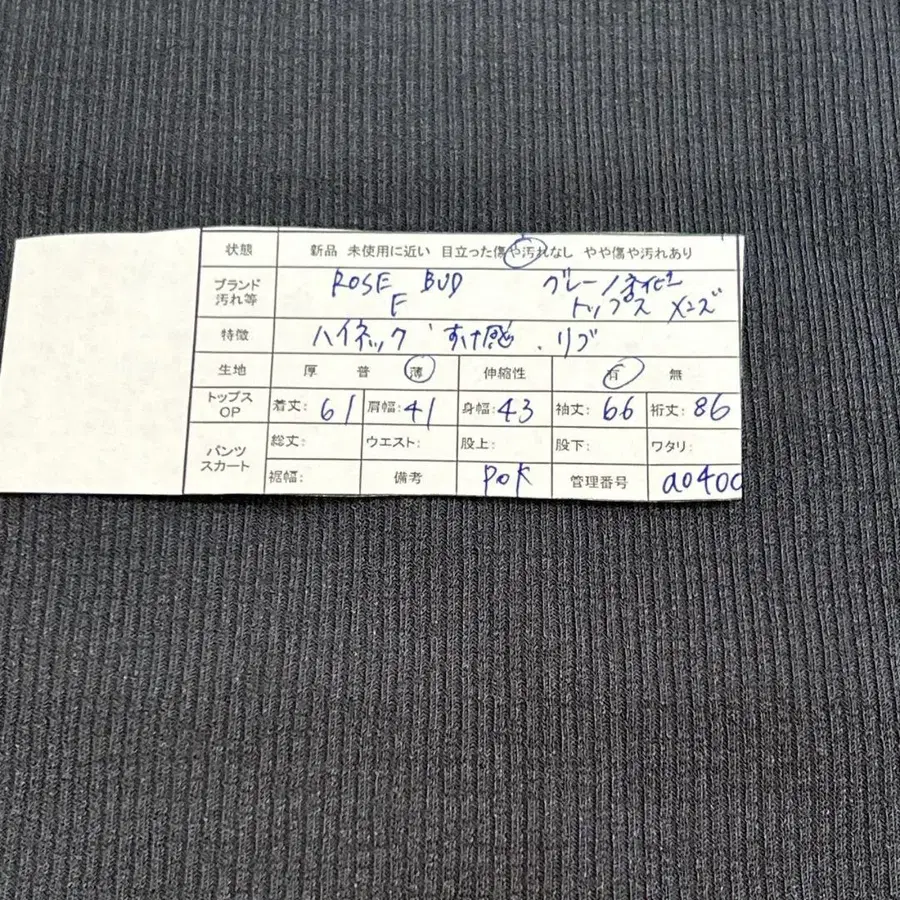 状態 新品 未使用に近い 目立った傷や汚れなし やや傷や汚れあり
ブランド 汚れ等 ROSE BUD グレー/ネイビー
F トップス メンズ
特徴 ハイネック すけ感、リブ
生地 厚 普 薄 伸縮性 有 無
トップス OP 着丈: 61 肩幅: 41 身幅: 43 袖丈: 66 裄丈: 86
パンツ スカート 総丈: ウエスト: 股上: 股下: ワタリ:
裾幅: 備考 POK 管理番号 a0400